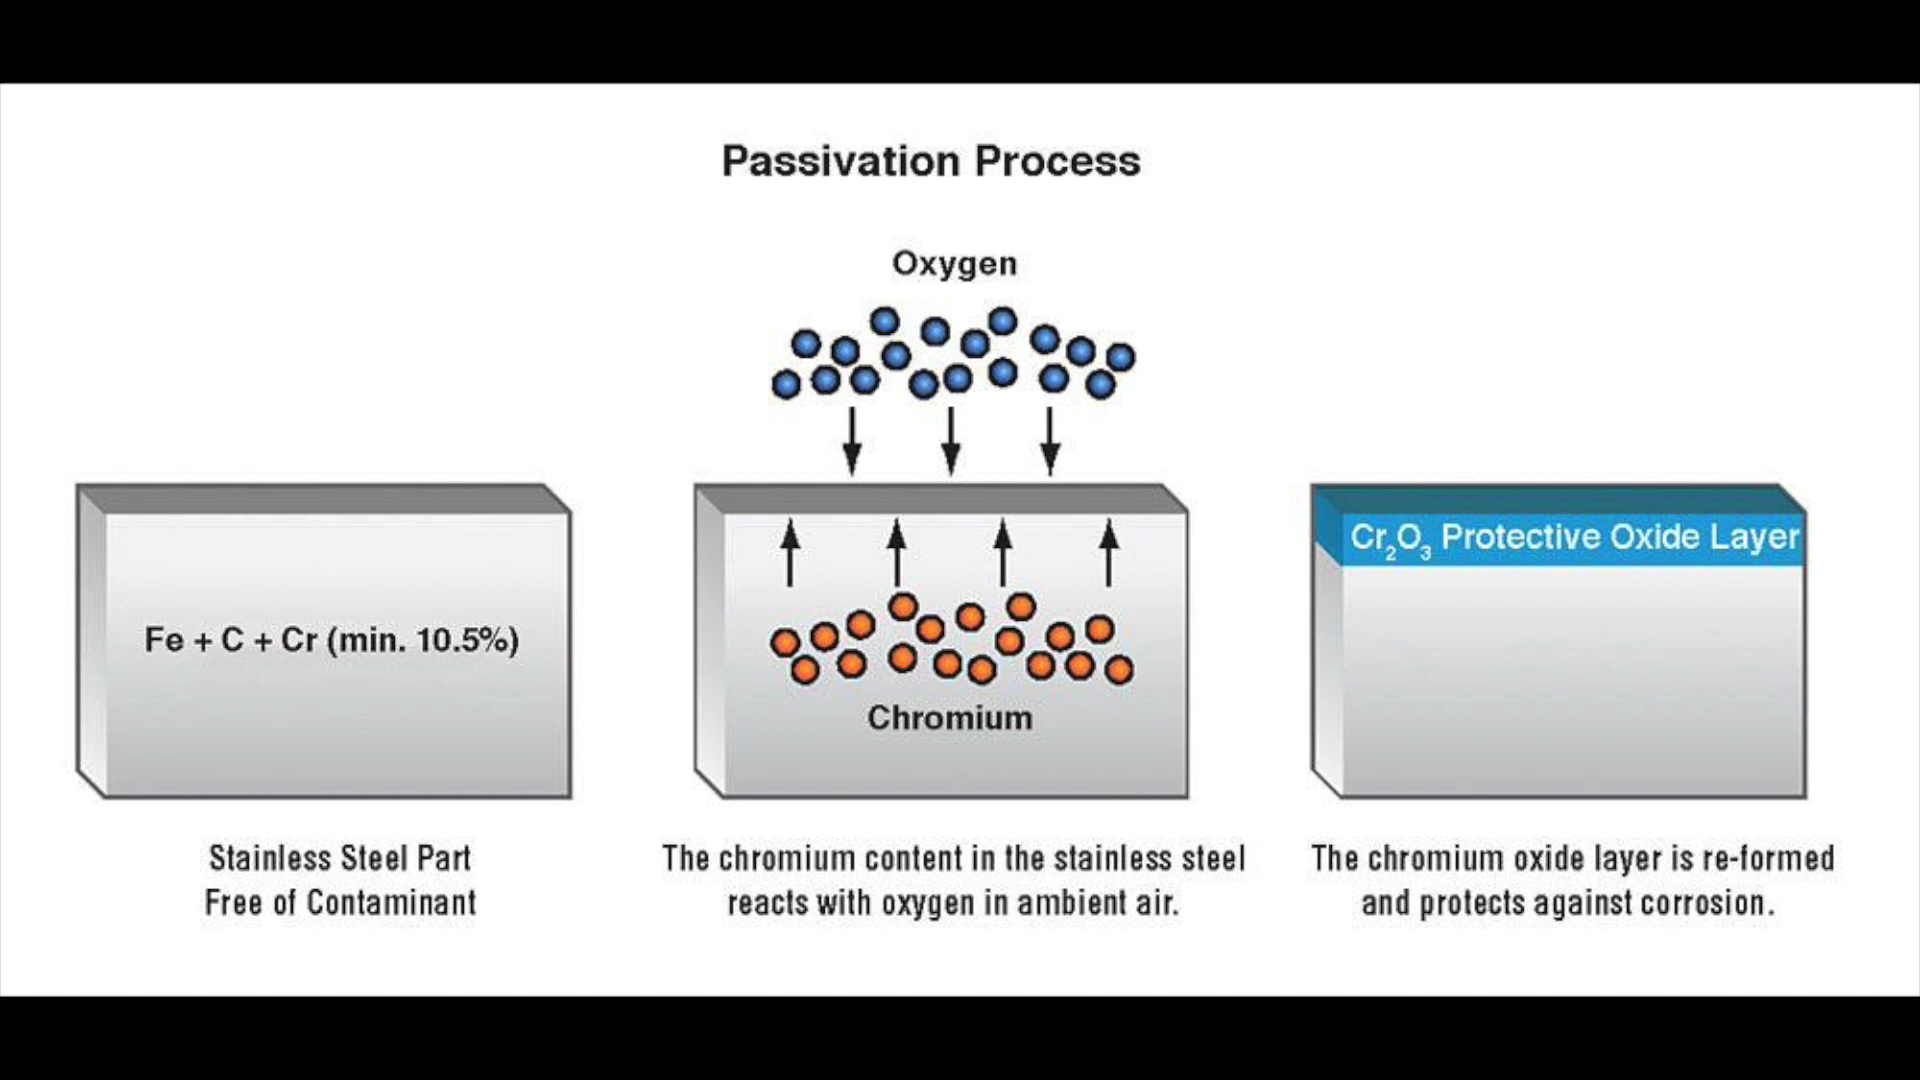 Passivation Process
Oxygen
Fe + C + Cr (min. 10.5%)
Chromium
Cr₂O₃ Protective Oxide Layer
Stainless Steel Part
Free of Contaminant
The chromium content in the stainless steel
reacts with oxygen in ambient air.
The chromium oxide layer is re-formed
and protects against corrosion.